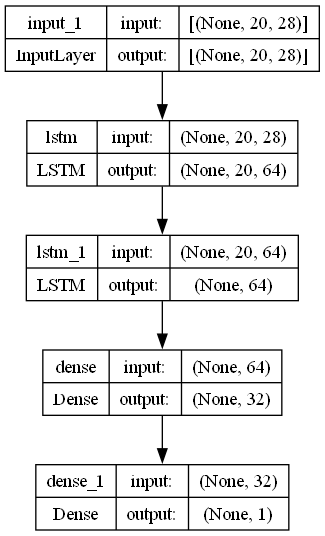 input_1 input: [(None, 20, 28)]
InputLayer output: [(None, 20, 28)]
lstm input: (None, 20, 28)
LSTM output: (None, 20, 64)
lstm_1 input: (None, 20, 64)
LSTM output: (None, 64)
dense input: (None, 64)
Dense output: (None, 32)
dense_1 input: (None, 32)
Dense output: (None, 1)